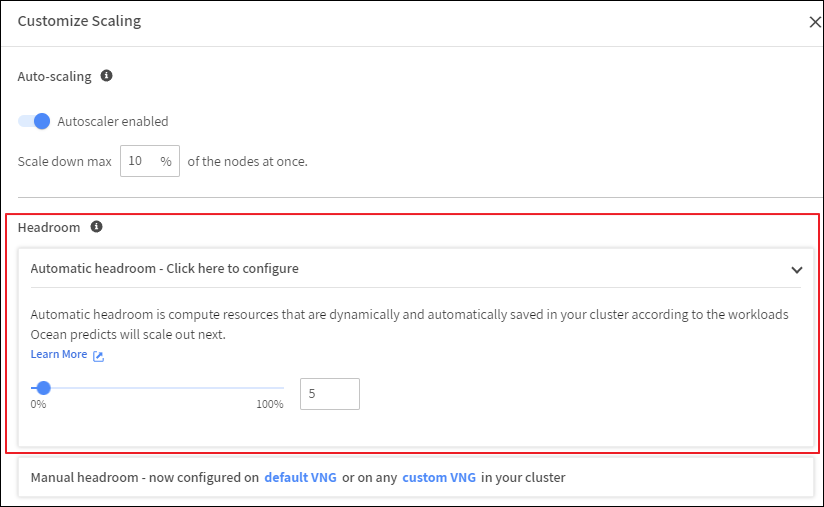 Customize Scaling
Auto-scaling
Autoscaler enabled
Scale down max 10 % of the nodes at once.
Headroom
Automatic headroom - Click here to configure
Automatic headroom is compute resources that are dynamically and automatically saved in your cluster according to the workloads
Ocean predicts will scale out next.
Learn More
5
0% 100%
Manual headroom - now configured on default VNG or on any custom VNG in your cluster